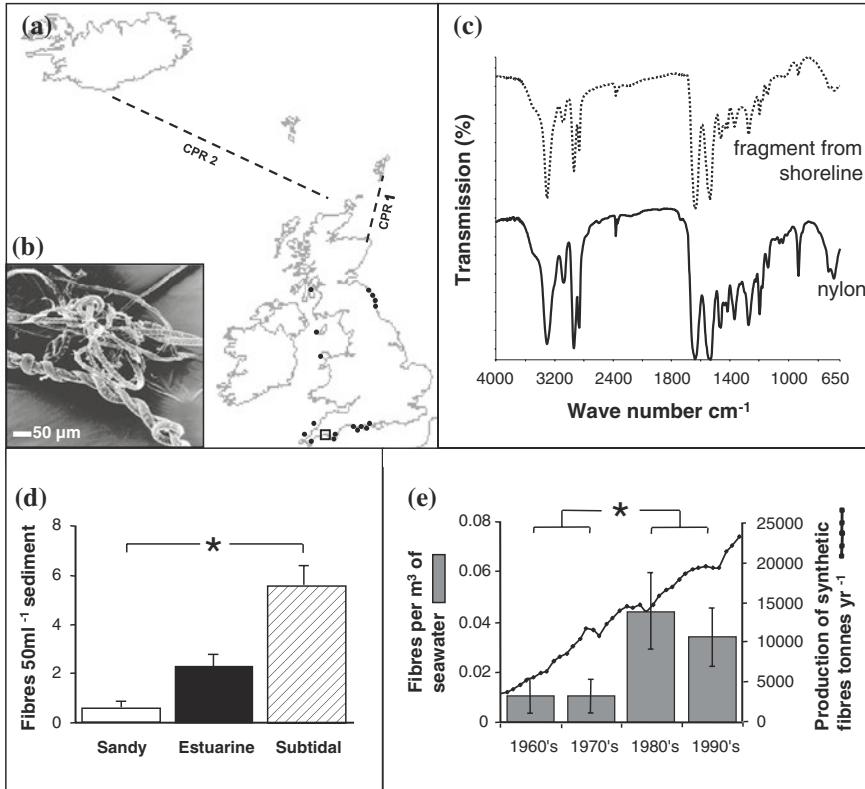 (a)
CPR 2
CPR 1
(b)
50 µm
(c)
Transmission (%)
fragment from
shoreline
nylon
4000 3200 2400 1800 1400 1000 650
Wave number cm⁻¹
(d)
Fibres 50ml ⁻¹ sediment
8
6
4
2
0
*
Sandy Estuarine Subtidal
(e)
Fibres per m³ of
seawater
0.08
0.06
0.04
0.02
0
*
25000
20000
15000
10000
5000
0
Production of synthetic
fibres tonnes yr ⁻¹
1960's 1970's 1980's 1990's